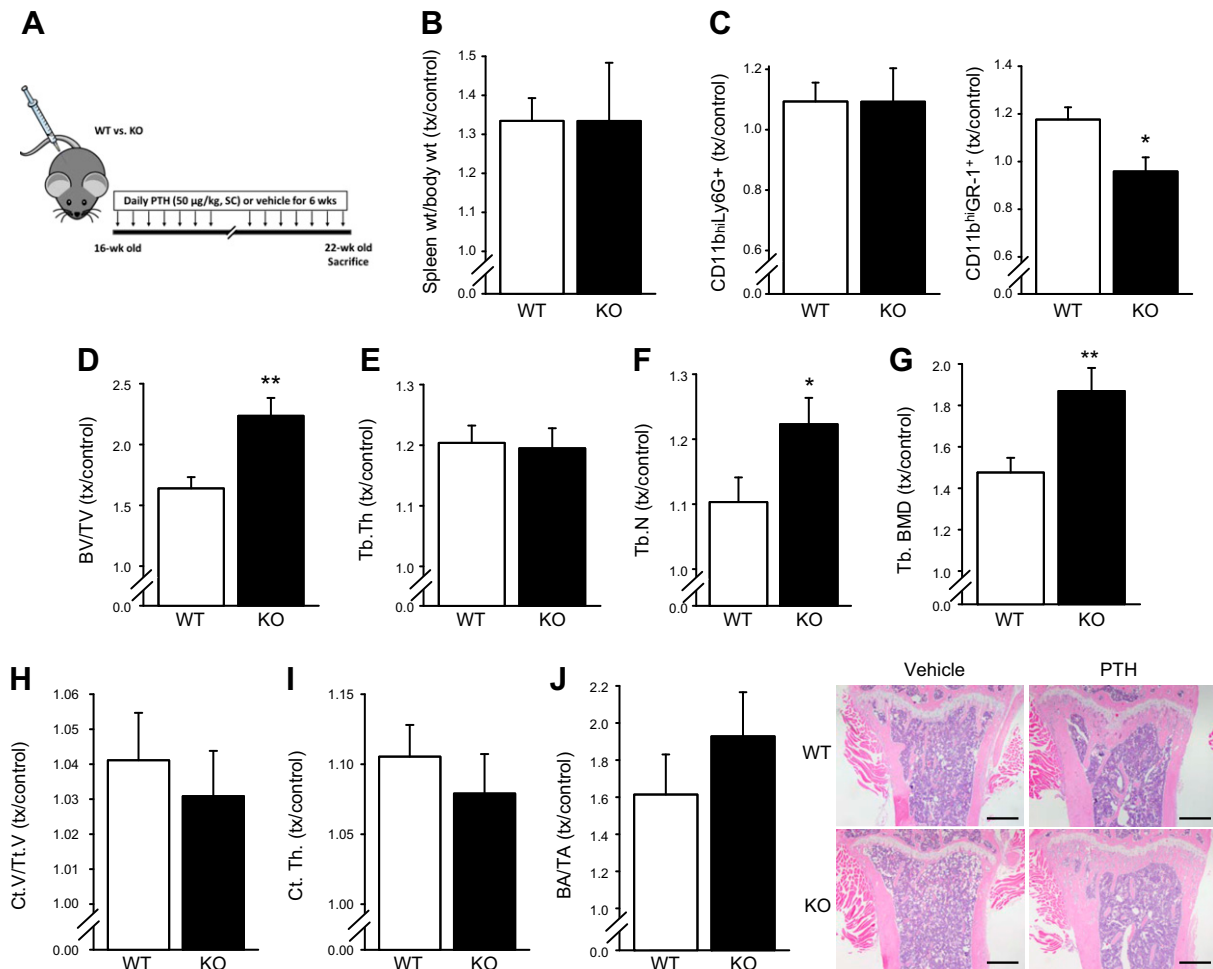 A
WT vs. KO
Daily PTH (50 µg/kg, SC) or vehicle for 6 wks
16-wk old
22-wk old
Sacrifice
B
Spleen wt/body wt (tx/control)
1.5
1.4
1.3
1.2
1.1
1.0
0.0
WT
KO
C
CD11bhiLy6G+ (tx/control)
1.2
1.0
0.8
0.6
0.0
WT
KO
CD11bhiGR-1+ (tx/control)
1.4
1.2
1.0
0.8
0.6
0.0
*
WT
KO
D
BV/TV (tx/control)
2.5
2.0
1.5
1.0
0.0
**
WT
KO
E
Tb.Th (tx/control)
1.3
1.2
1.1
1.0
0.0
WT
KO
F
Tb.N (tx/control)
1.3
1.2
1.1
1.0
0.0
*
WT
KO
G
Tb. BMD (tx/control)
2.0
1.8
1.6
1.4
1.2
1.0
0.0
**
WT
KO
H
Ct.V/Tt.V (tx/control)
1.06
1.05
1.04
1.03
1.02
1.01
1.00
0.00
WT
KO
I
Ct. Th. (tx/control)
1.15
1.10
1.05
1.00
0.00
WT
KO
J
BA/TA (tx/control)
2.2
2.0
1.8
1.6
1.4
1.2
1.0
0.0
WT
KO
Vehicle
PTH
WT
KO